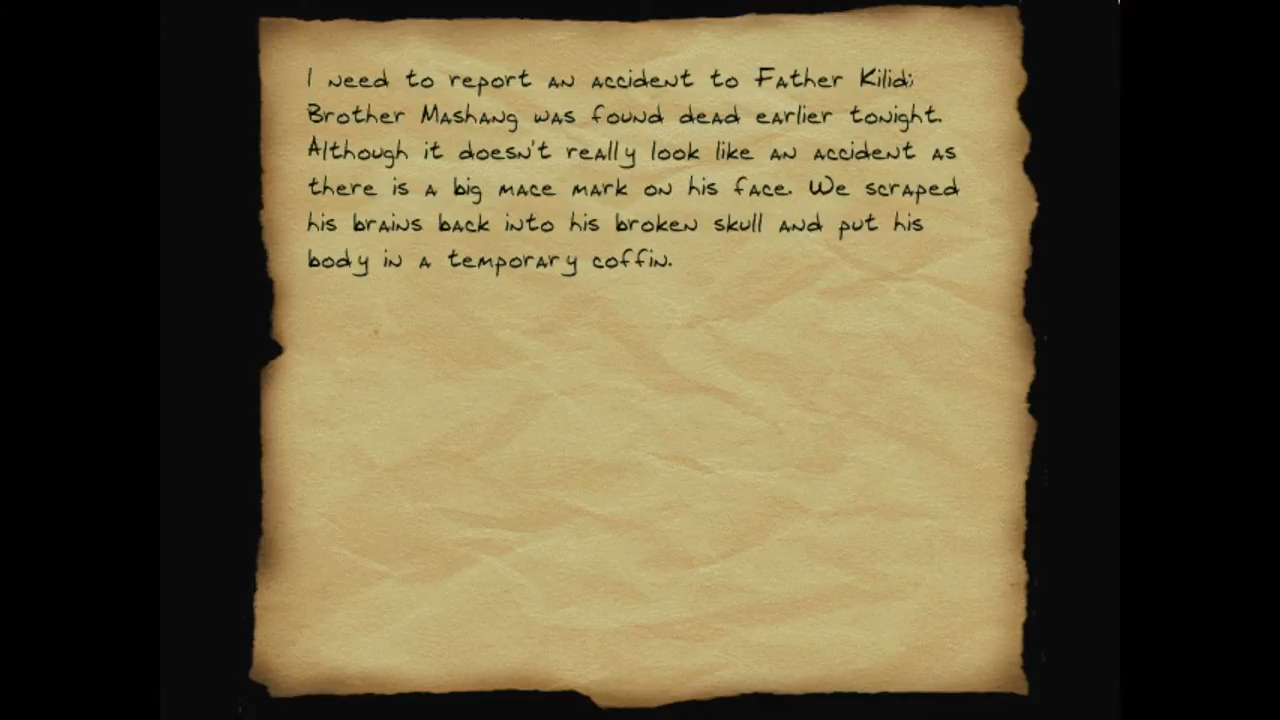 I need to report an accident to Father Kilidi;
Brother Mashang was found dead earlier tonight.
Although it doesn't really look like an accident as
there is a big mace mark on his face. We scraped
his brains back into his broken skull and put his
body in a temporary coffin.